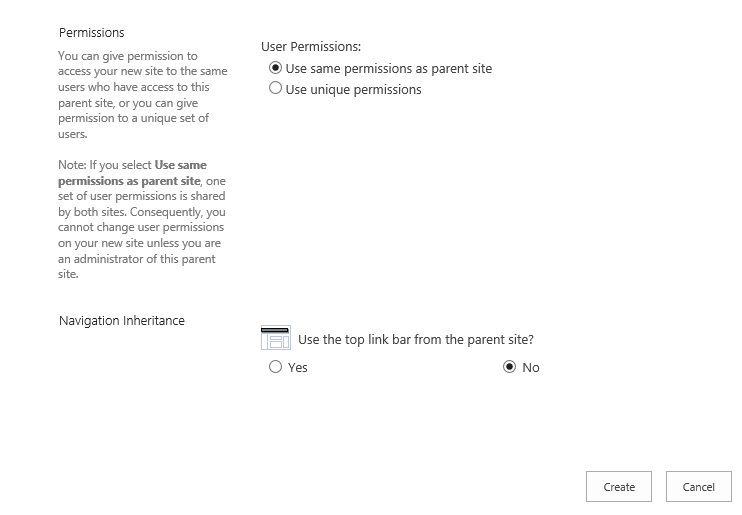 Permissions
You can give permission to
access your new site to the same
users who have access to this
parent site, or you can give
permission to a unique set of
users.
Note: If you select Use same
permissions as parent site, one
set of user permissions is shared
by both sites. Consequently, you
cannot change user permissions
on your new site unless you are
an administrator of this parent
site.
User Permissions:
Use same permissions as parent site
Use unique permissions
Navigation Inheritance
Use the top link bar from the parent site?
Yes
No
Create
Cancel